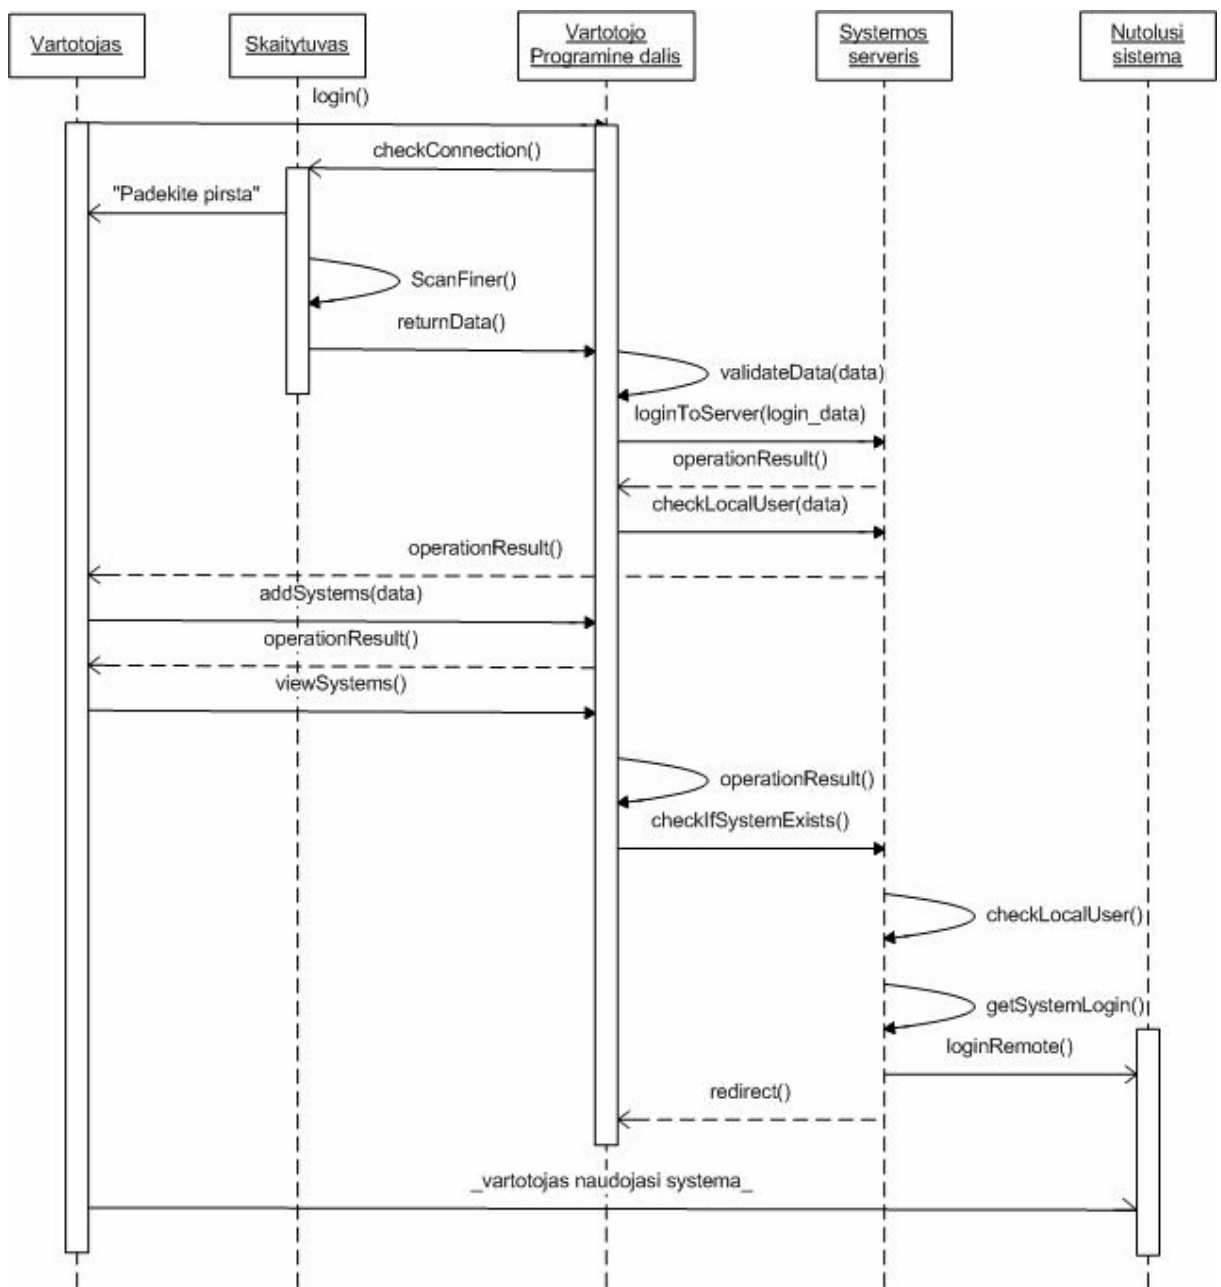 Vartotojas
Skaitytuvas
Vartotojo
Programine dalis
Systemos
serveris
Nutolusi
sistema
login()
checkConnection()
"Padekite pirsta"
ScanFiner()
returnData()
validateData(data)
loginToServer(login_data)
operationResult()
checkLocalUser(data)
operationResult()
addSystems(data)
operationResult()
viewSystems()
operationResult()
checkIfSystemExists()
checkLocalUser()
getSystemLogin()
loginRemote()
redirect()
_vartotojas naudojasi systema_